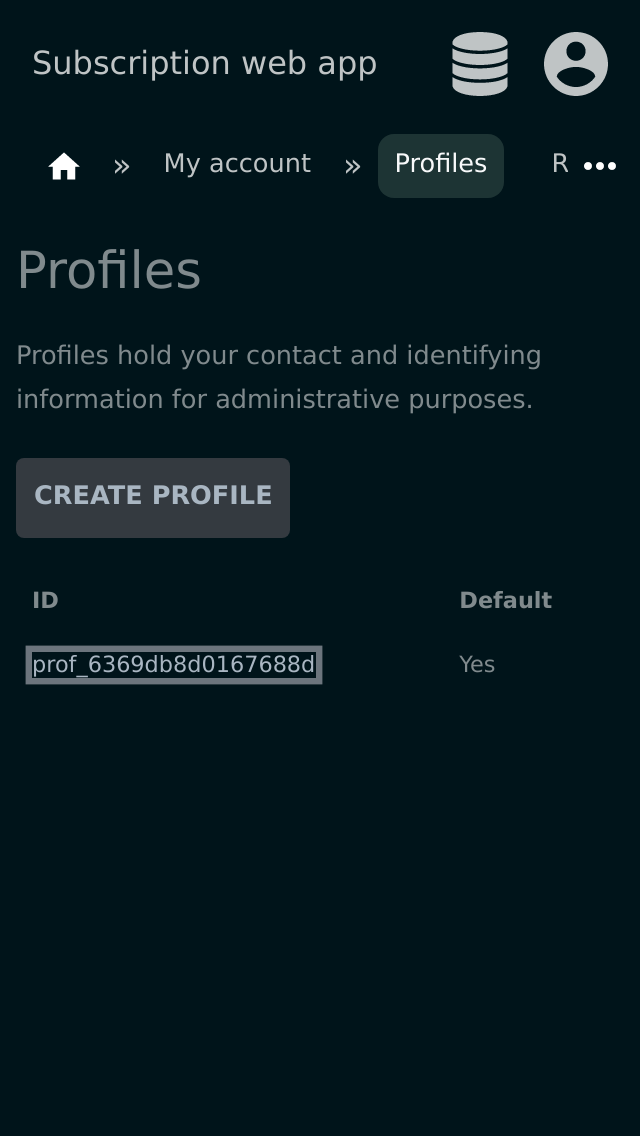 Subscription web app
» My account » Profiles R
Profiles
Profiles hold your contact and identifying
information for administrative purposes.
CREATE PROFILE
ID Default
prof_6369db8d0167688d Yes